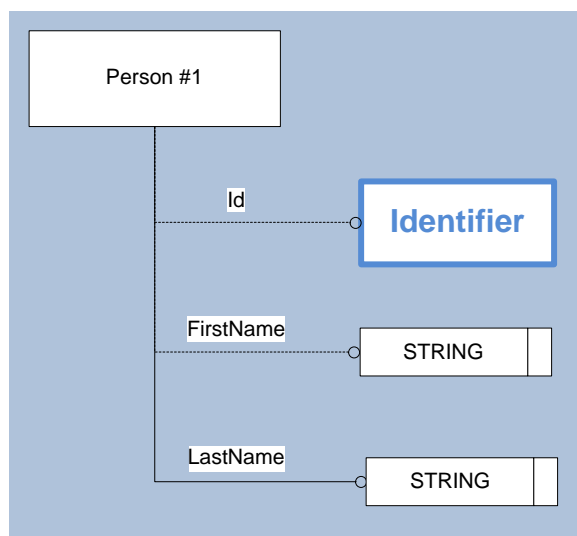 Person #1
Id
Identifier
FirstName
STRING
LastName
STRING